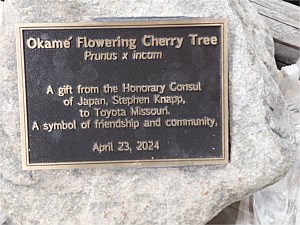 Okamé Flowering Cherry Tree
Prunus x incam
A gift from the Honorary Consul
of Japan, Stephen Knapp,
to Toyota Missouri.
A symbol of friendship and community,
April 23, 2024